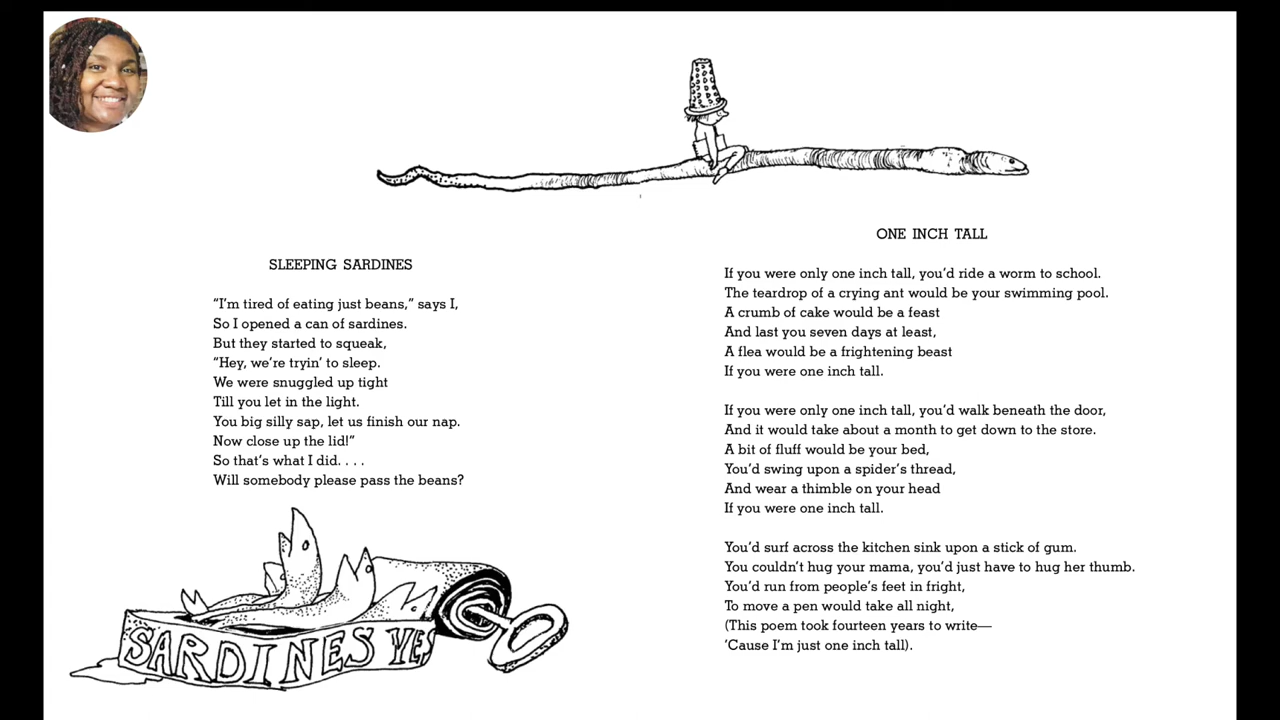 SLEEPING SARDINES
“I’m tired of eating just beans,” says I,
So I opened a can of sardines.
But they started to squeak,
“Hey, we’re tryin’ to sleep.
We were snuggled up tight
Till you let in the light.
You big silly sap, let us finish our nap.
Now close up the lid!”
So that’s what I did. . . .
Will somebody please pass the beans?
SARDINES YES
ONE INCH TALL
If you were only one inch tall, you’d ride a worm to school.
The teardrop of a crying ant would be your swimming pool.
A crumb of cake would be a feast
And last you seven days at least,
A flea would be a frightening beast
If you were one inch tall.
If you were only one inch tall, you’d walk beneath the door,
And it would take about a month to get down to the store.
A bit of fluff would be your bed,
You’d swing upon a spider’s thread,
And wear a thimble on your head
If you were one inch tall.
You’d surf across the kitchen sink upon a stick of gum.
You couldn’t hug your mama, you’d just have to hug her thumb.
You’d run from people’s feet in fright,
To move a pen would take all night,
(This poem took fourteen years to write—
’Cause I’m just one inch tall).